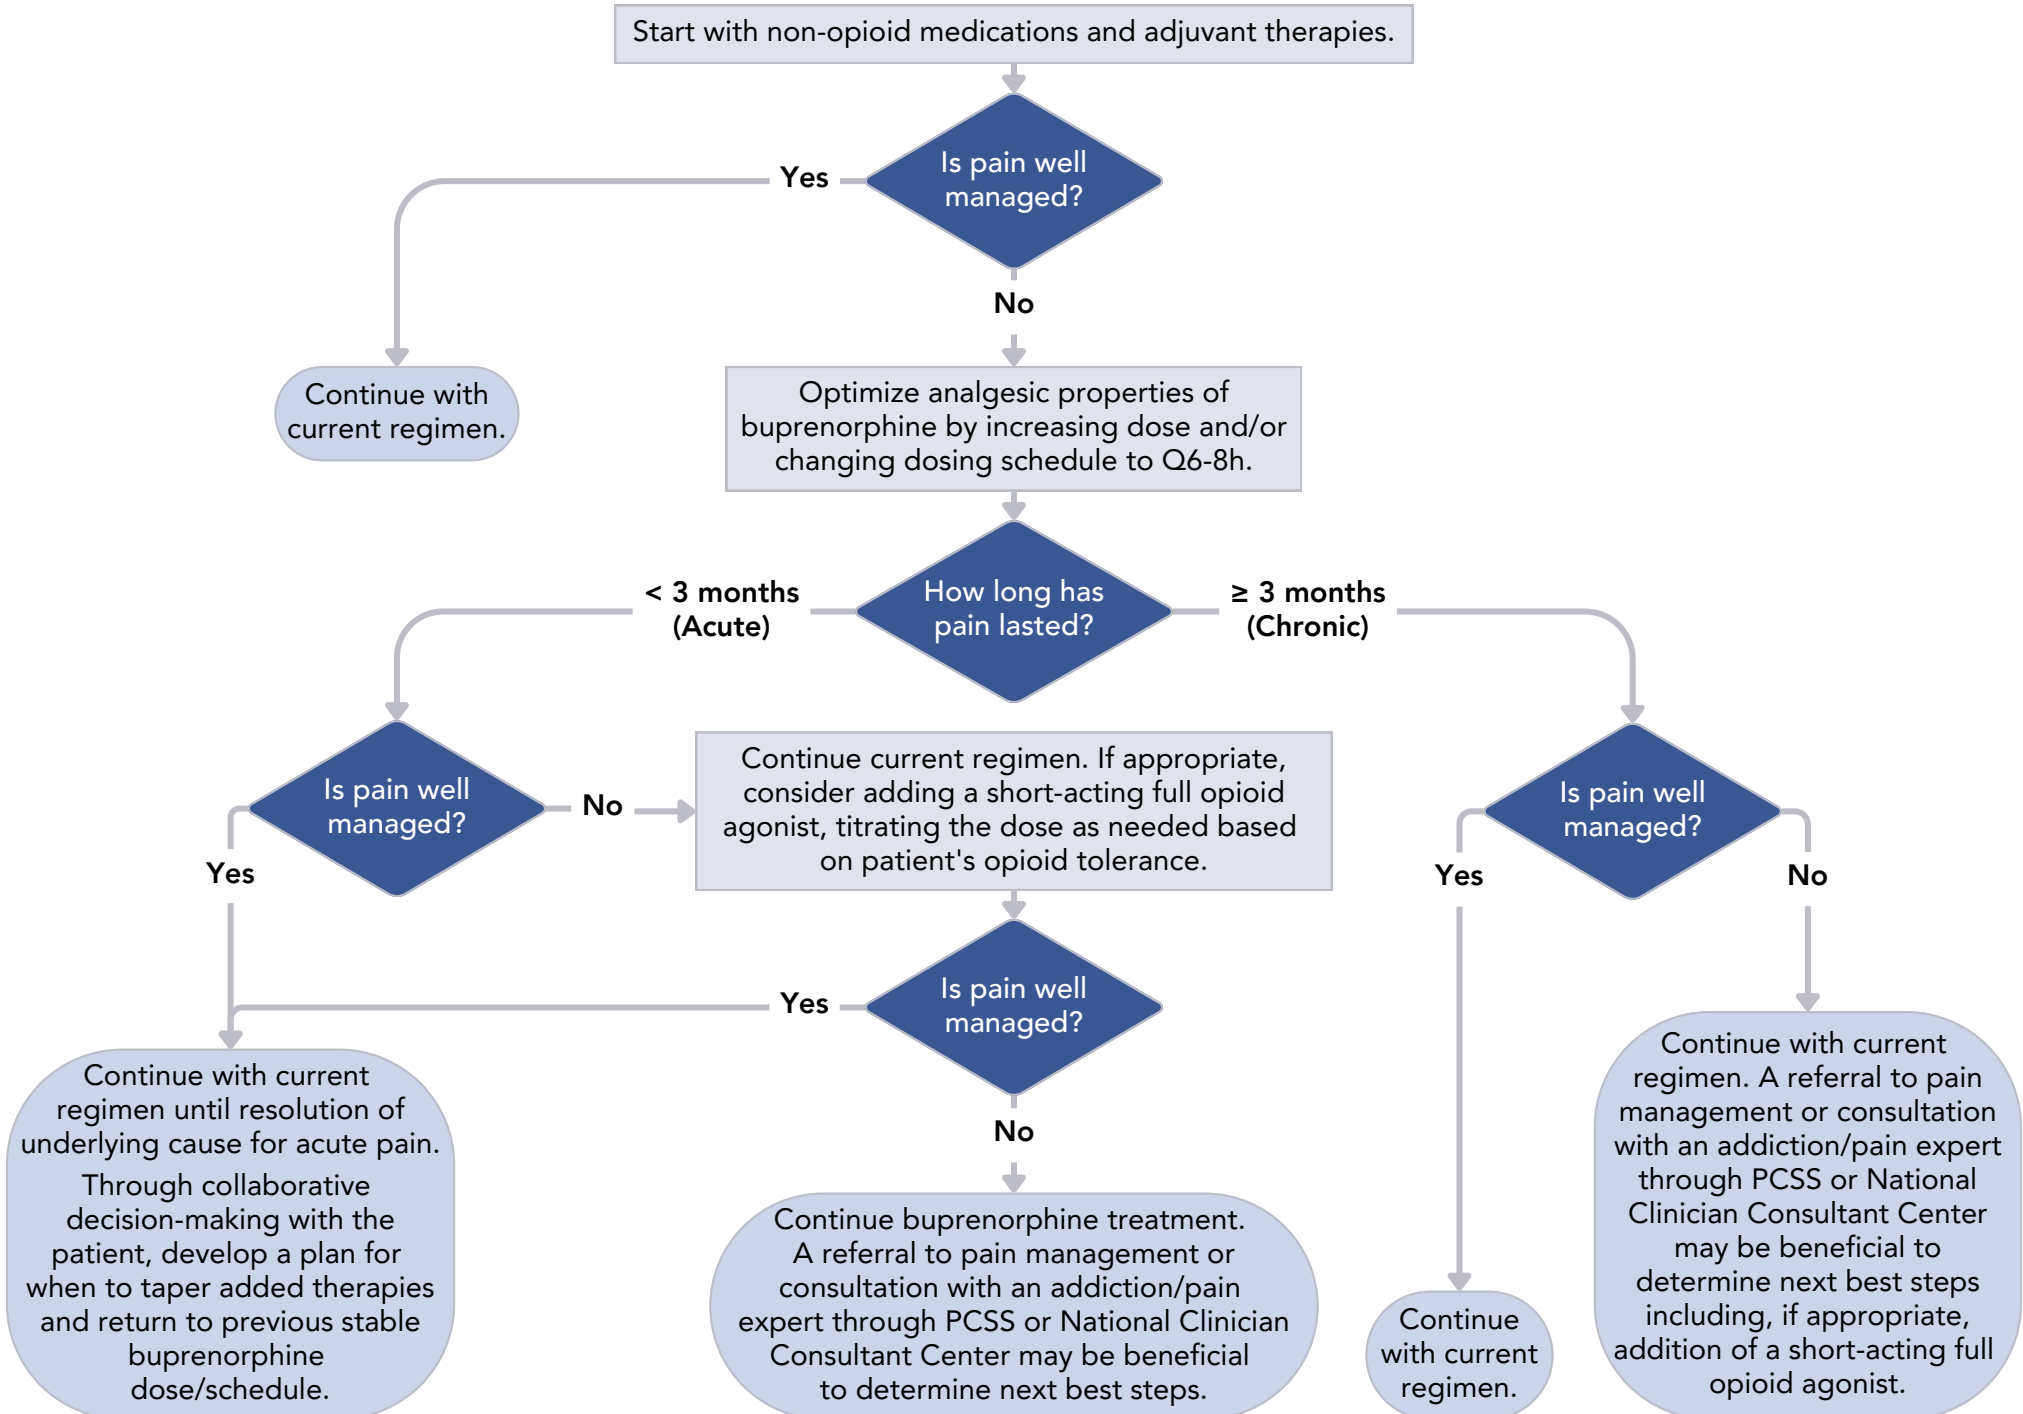 Start with non-opioid medications and adjuvant therapies.
Is pain well
managed?
Yes
No
Continue with
current regimen.
Optimize analgesic properties of
buprenorphine by increasing dose and/or
changing dosing schedule to Q6-8h.
How long has
pain lasted?
< 3 months
(Acute)
≥ 3 months
(Chronic)
Is pain well
managed?
No
Yes
Continue current regimen. If appropriate,
consider adding a short-acting full opioid
agonist, titrating the dose as needed based
on patient's opioid tolerance.
Is pain well
managed?
Yes
No
Is pain well
managed?
Yes
No
Continue with current
regimen until resolution of
underlying cause for acute pain.
Through collaborative
decision-making with the
patient, develop a plan for
when to taper added therapies
and return to previous stable
buprenorphine
dose/schedule.
Continue buprenorphine treatment.
A referral to pain management or
consultation with an addiction/pain
expert through PCSS or National Clinician
Consultant Center may be beneficial
to determine next best steps.
Continue
with current
regimen.
Continue with current
regimen. A referral to pain
management or consultation
with an addiction/pain expert
through PCSS or National
Clinician Consultant Center
may be beneficial to
determine next best steps
including, if appropriate,
addition of a short-acting full
opioid agonist.